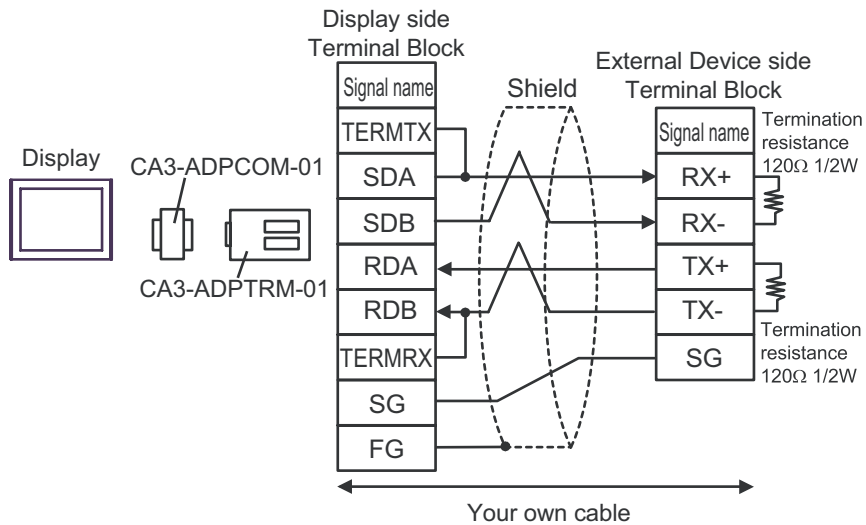 Display side
Terminal Block
External Device side
Terminal Block
Shield
Signal name
TERMTX
SDA
SDB
RDA
RDB
TERMRX
SG
FG
Signal name
RX+
RX-
TX+
TX-
SG
Termination
resistance
120Ω 1/2W
Termination
resistance
120Ω 1/2W
Display
CA3-ADPCOM-01
CA3-ADPTRM-01
Your own cable